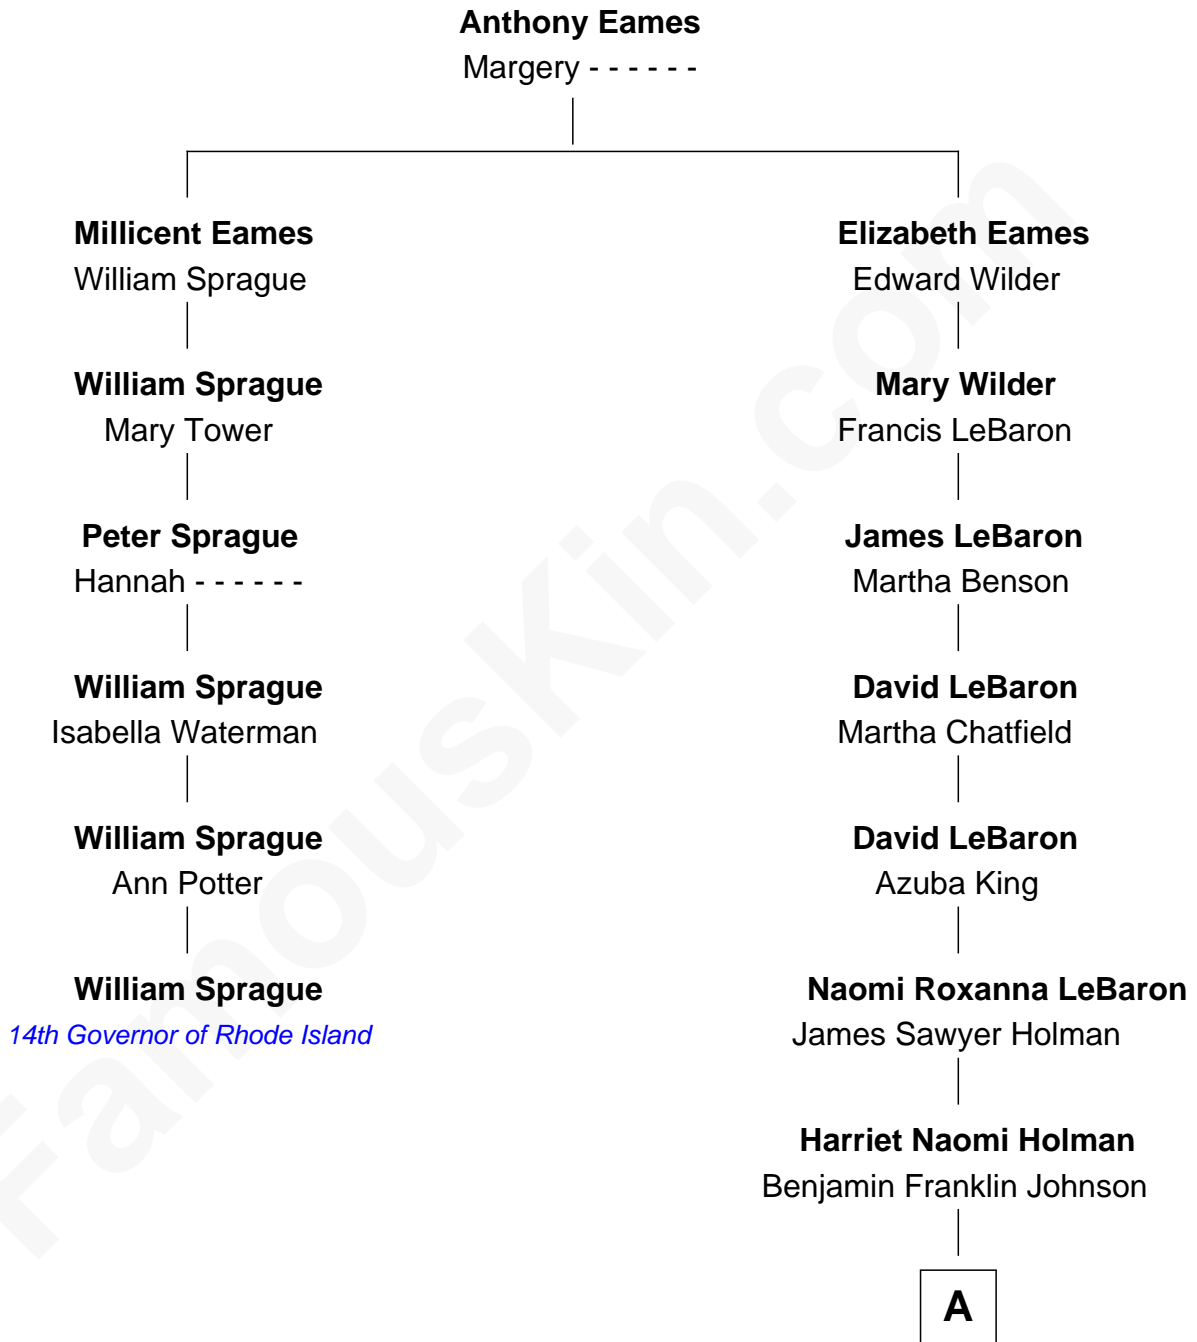 Anthony Eames
Margery - - - - - -
Millicent Eames
William Sprague
Elizabeth Eames
Edward Wilder
William Sprague
Mary Tower
Mary Wilder
Francis LeBaron
Peter Sprague
Hannah - - - - - -
James LeBaron
Martha Benson
William Sprague
Isabella Waterman
David LeBaron
Martha Chatfield
William Sprague
Ann Potter
David LeBaron
Azuba King
William Sprague
14th Governor of Rhode Island
Naomi Roxanna LeBaron
James Sawyer Holman
Harriet Naomi Holman
Benjamin Franklin Johnson
A
FamousKin.com